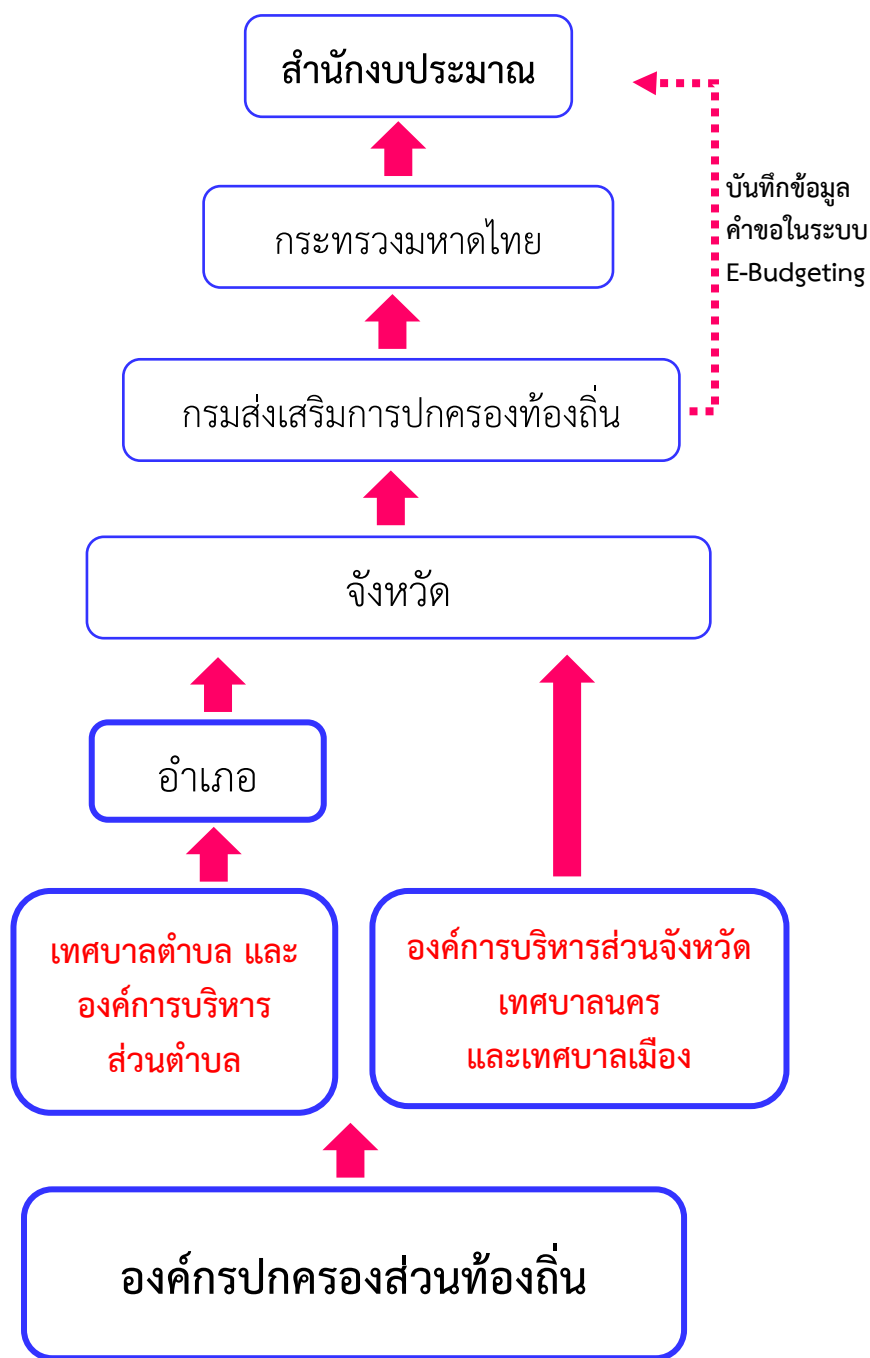 สำนักงบประมาณ
บันทึกข้อมูล
คำขอในระบบ
E-Budgeting
กระทรวงมหาดไทย
กรมส่งเสริมการปกครองท้องถิ่น
จังหวัด
อำเภอ
เทศบาลตำบล และ
องค์การบริหาร
ส่วนตำบล
องค์การบริหารส่วนจังหวัด
เทศบาลนคร
และเทศบาลเมือง
องค์กรปกครองส่วนท้องถิ่น